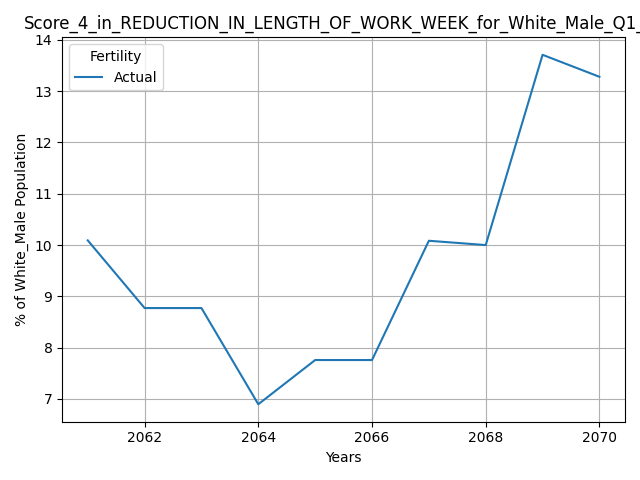 Score_4_in_REDUCTION_IN_LENGTH_OF_WORK_WEEK_for_White_Male_Q1_
Fertility
Actual
% of White_Male Population
14
13
12
11
10
9
8
7
2062 2064 2066 2068 2070
Years